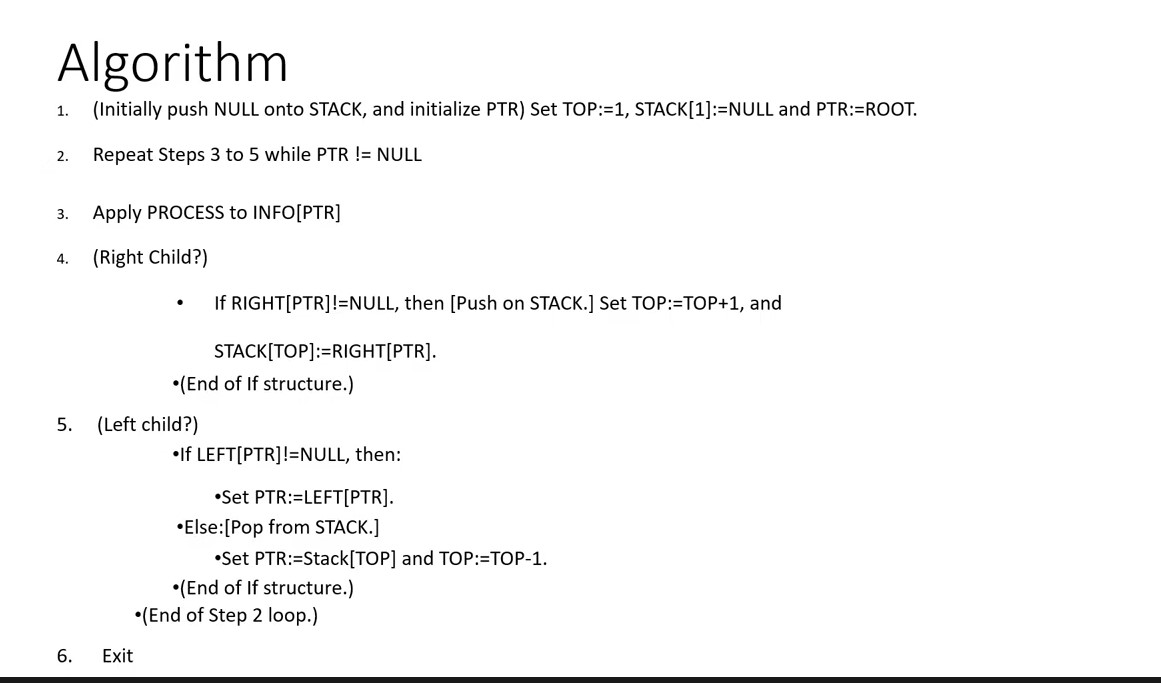 Algorithm
1. (Initially push NULL onto STACK, and initialize PTR) Set TOP:=1, STACK[1]:=NULL and PTR:=ROOT.
2. Repeat Steps 3 to 5 while PTR != NULL
3. Apply PROCESS to INFO[PTR]
4. (Right Child?)
• If RIGHT[PTR]!=NULL, then [Push on STACK.] Set TOP:=TOP+1, and
STACK[TOP]:=RIGHT[PTR].
•(End of If structure.)
5. (Left child?)
•If LEFT[PTR]!=NULL, then:
•Set PTR:=LEFT[PTR].
•Else:[Pop from STACK.]
•Set PTR:=Stack[TOP] and TOP:=TOP-1.
•(End of If structure.)
•(End of Step 2 loop.)
6. Exit